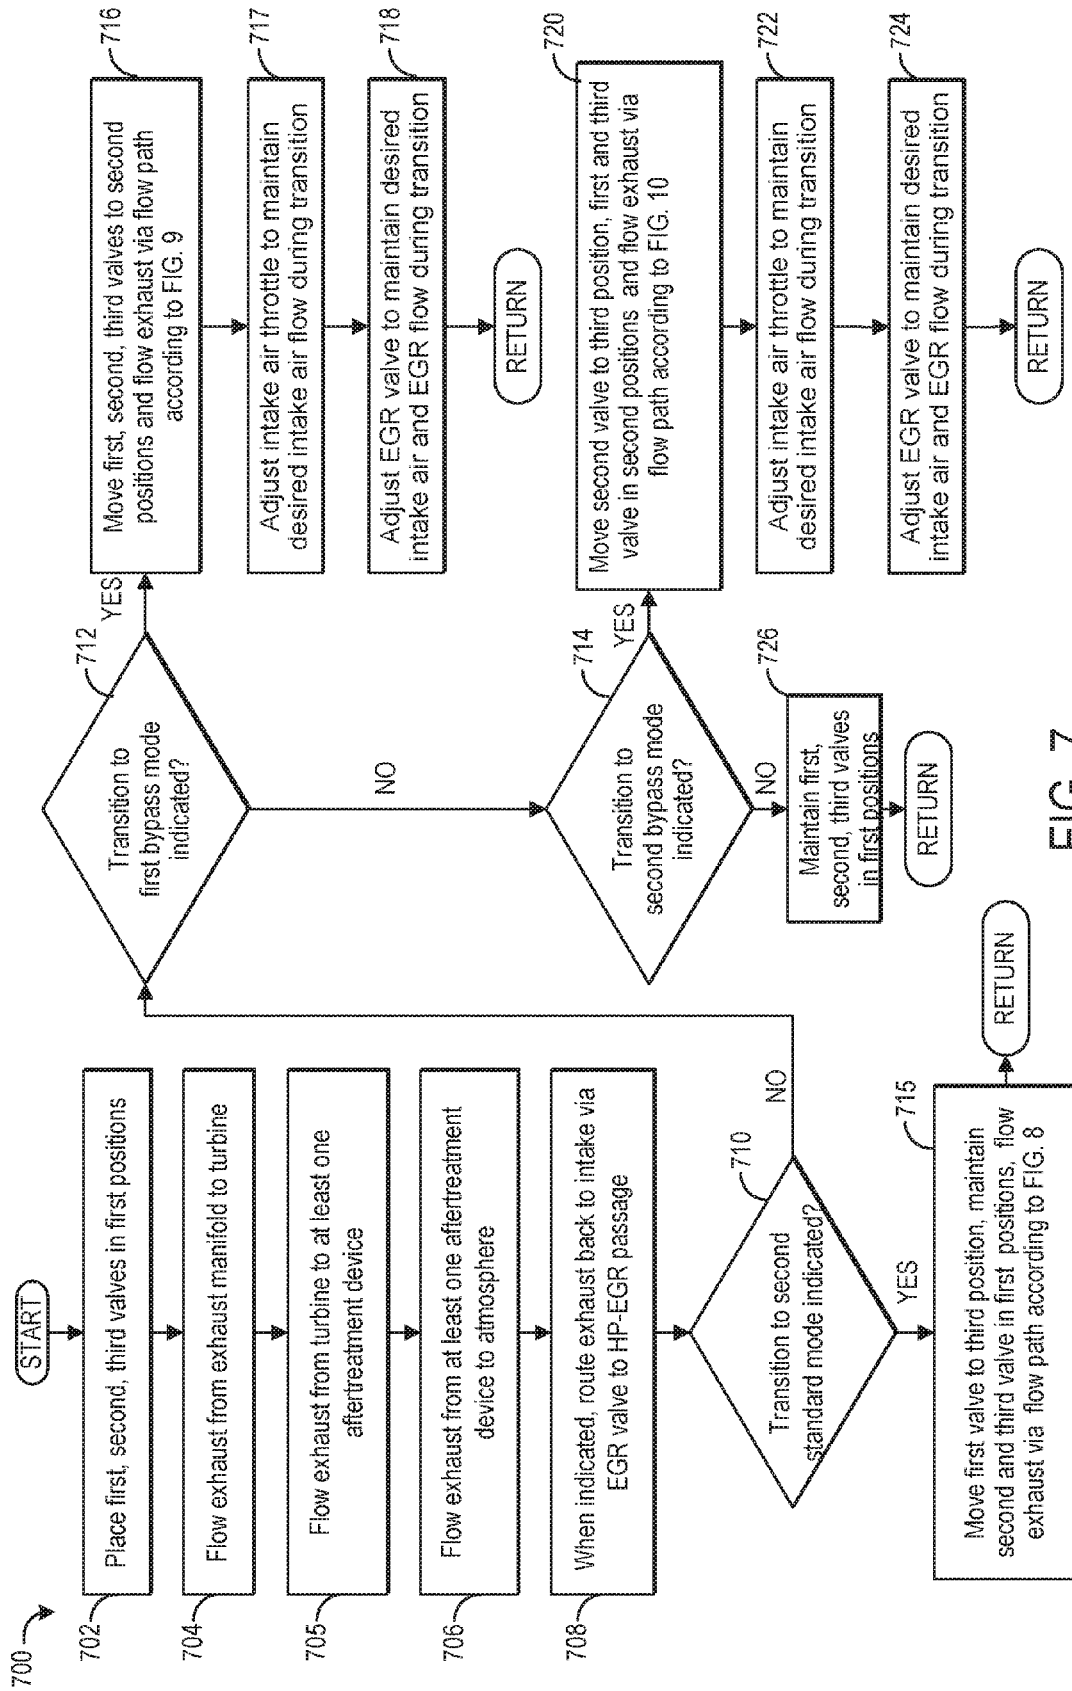 700
START
702
Place first, second, third valves in first positions
704
Flow exhaust from exhaust manifold to turbine
705
Flow exhaust from turbine to at least one
aftertreatment device
706
Flow exhaust from at least one aftertreatment
device to atmosphere
708
When indicated, route exhaust back to intake via
EGR valve to HP-EGR passage
710
Transition to second
standard mode indicated?
NO
YES
715
Move first valve to third position, maintain
second and third valve in first positions, flow
exhaust via flow path according to FIG. 8
RETURN
712
Transition to
first bypass mode
indicated?
YES
NO
716
Move first, second, third valves to second
positions and flow exhaust via flow path
according to FIG. 9
717
Adjust intake air throttle to maintain
desired intake air flow during transition
718
Adjust EGR valve to maintain desired
intake air and EGR flow during transition
RETURN
714
Transition to
second bypass mode
indicated?
YES
NO
720
Move second valve to third position, first and third
valve in second positions and flow exhaust via
flow path according to FIG. 10
722
Adjust intake air throttle to maintain
desired intake air flow during transition
724
Adjust EGR valve to maintain desired
intake air and EGR flow during transition
RETURN
726
Maintain first,
second, third valves
in first positions
RETURN
FIG. 7